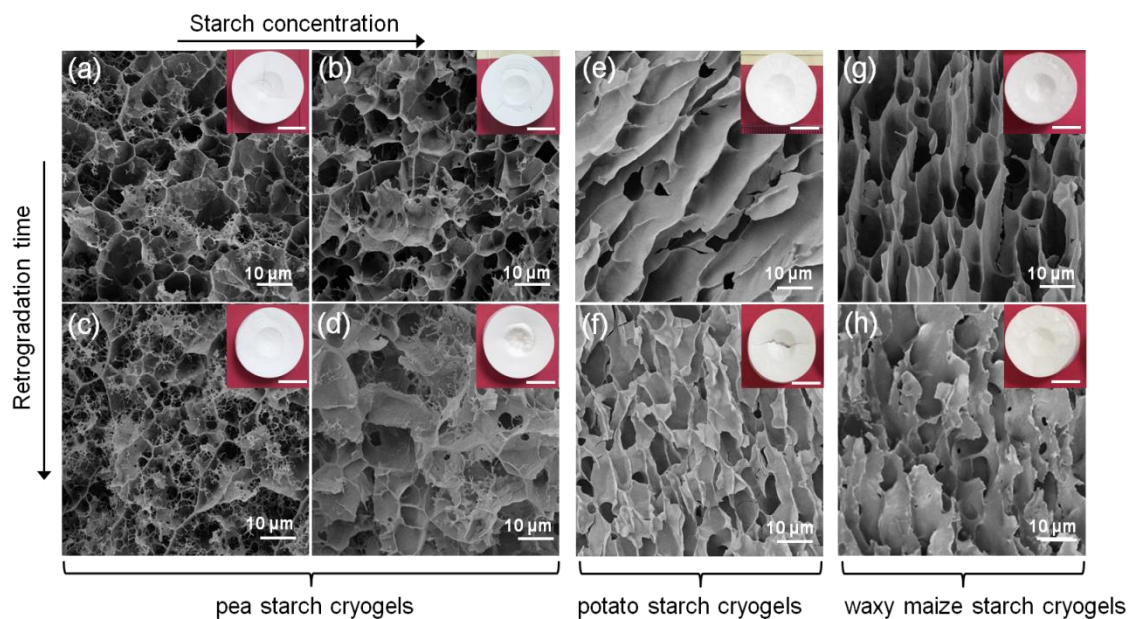 Starch concentration
Retrogradation time
(a)
(b)
(e)
(g)
10 µm
10 µm
10 µm
10 µm
(c)
(d)
(f)
(h)
10 µm
10 µm
10 µm
10 µm
pea starch cryogels
potato starch cryogels
waxy maize starch cryogels